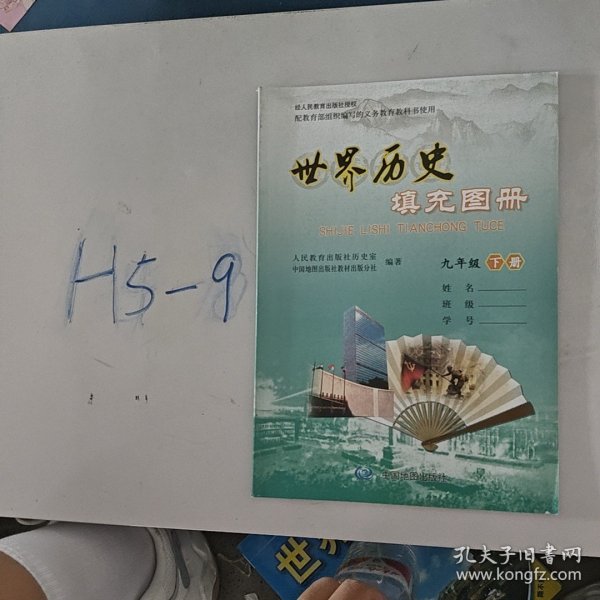 经人民教育出版社授权
配教育部组织编写的义务教育教科书使用
世界历史
填充图册
SHIJIE LISHI TIANCHONG TUCE
人民教育出版社历史室
中国地图出版社教材出版分社
编著
九年级 下册
姓名
班级
学号
中国地图出版社
H5-9
世
孔夫子旧书网
www.kongfz.com